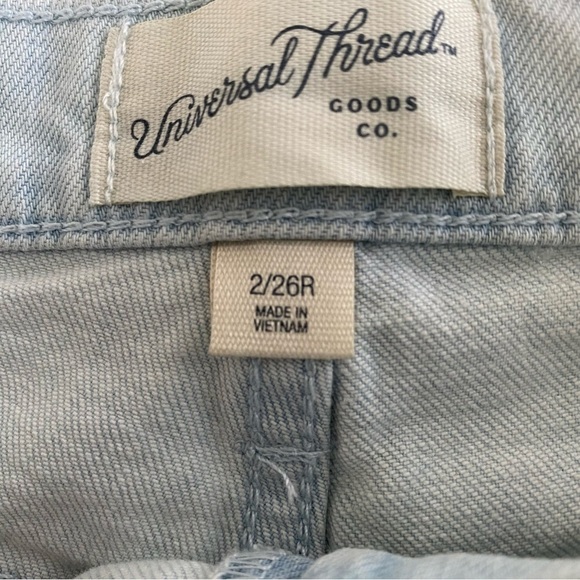 Universal Thread™
GOODS
CO.
2/26R
MADE IN
VIETNAM